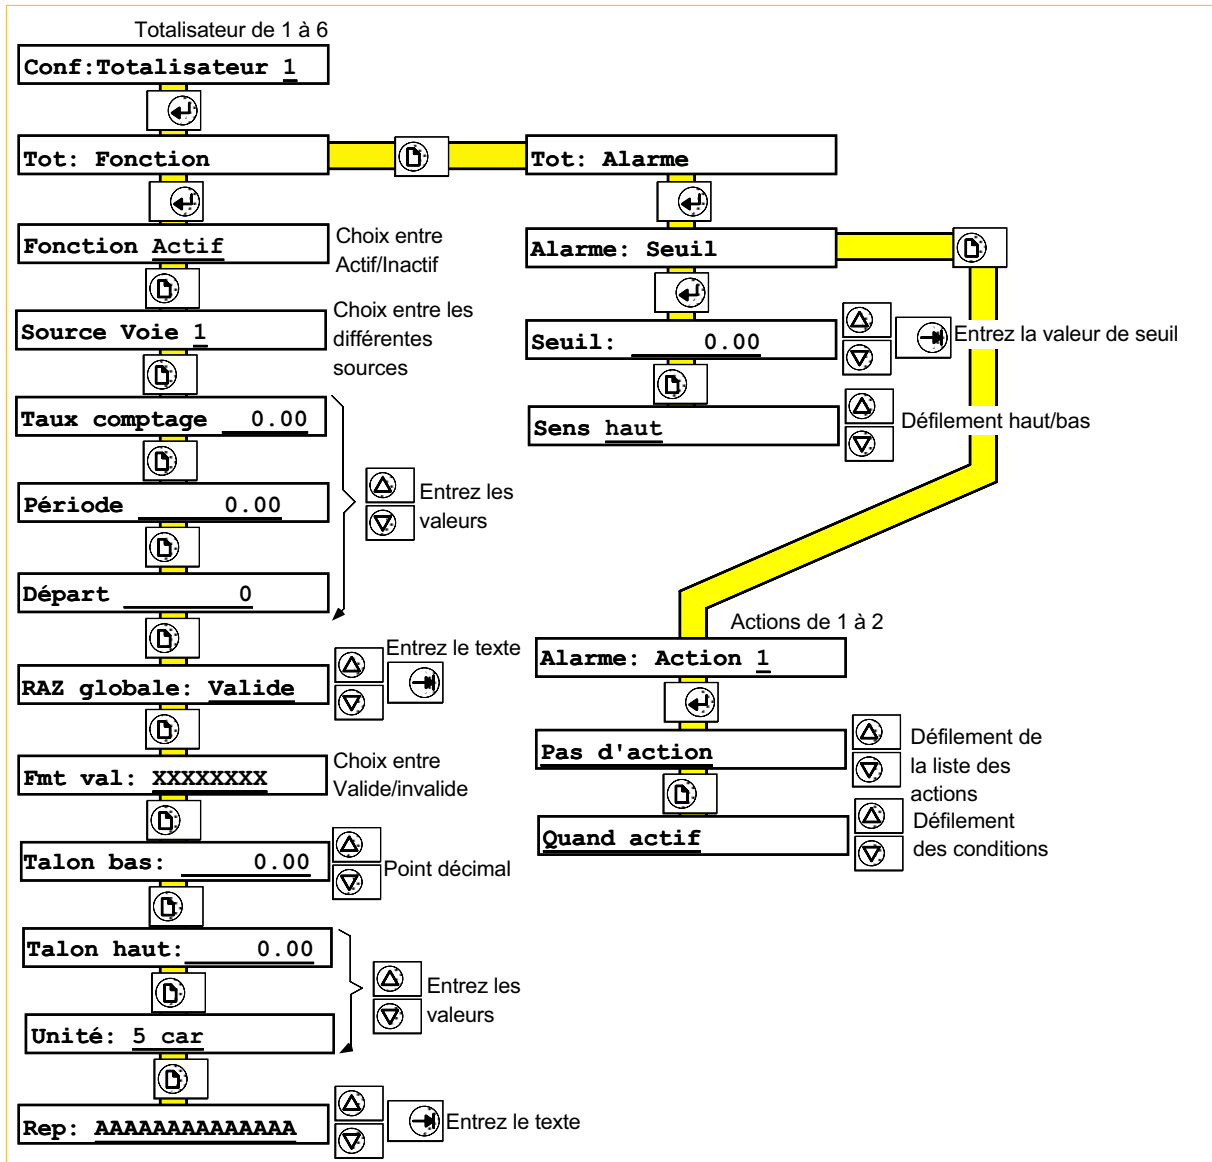 Totalisateur de 1 à 6
Conf:Totalisateur 1
Tot: Fonction
Fonction Actif
Choix entre
Actif/Inactif
Source Voie 1
Choix entre les
différentes
sources
Taux comptage 0.00
Période 0.00
Entrez les
valeurs
Départ 0
RAZ globale: Valide
Entrez le texte
Fmt val: XXXXXXXX
Choix entre
Valide/invalide
Talon bas: 0.00
Point décimal
Talon haut: 0.00
Entrez les
valeurs
Unité: 5 car
Rep: AAAAAAAAAAAAAA
Entrez le texte
Tot: Alarme
Alarme: Seuil
Seuil: 0.00
Entrez la valeur de seuil
Sens haut
Défilement haut/bas
Actions de 1 à 2
Alarme: Action 1
Pas d'action
Défilement de
la liste des
actions
Quand actif
Défilement
des conditions